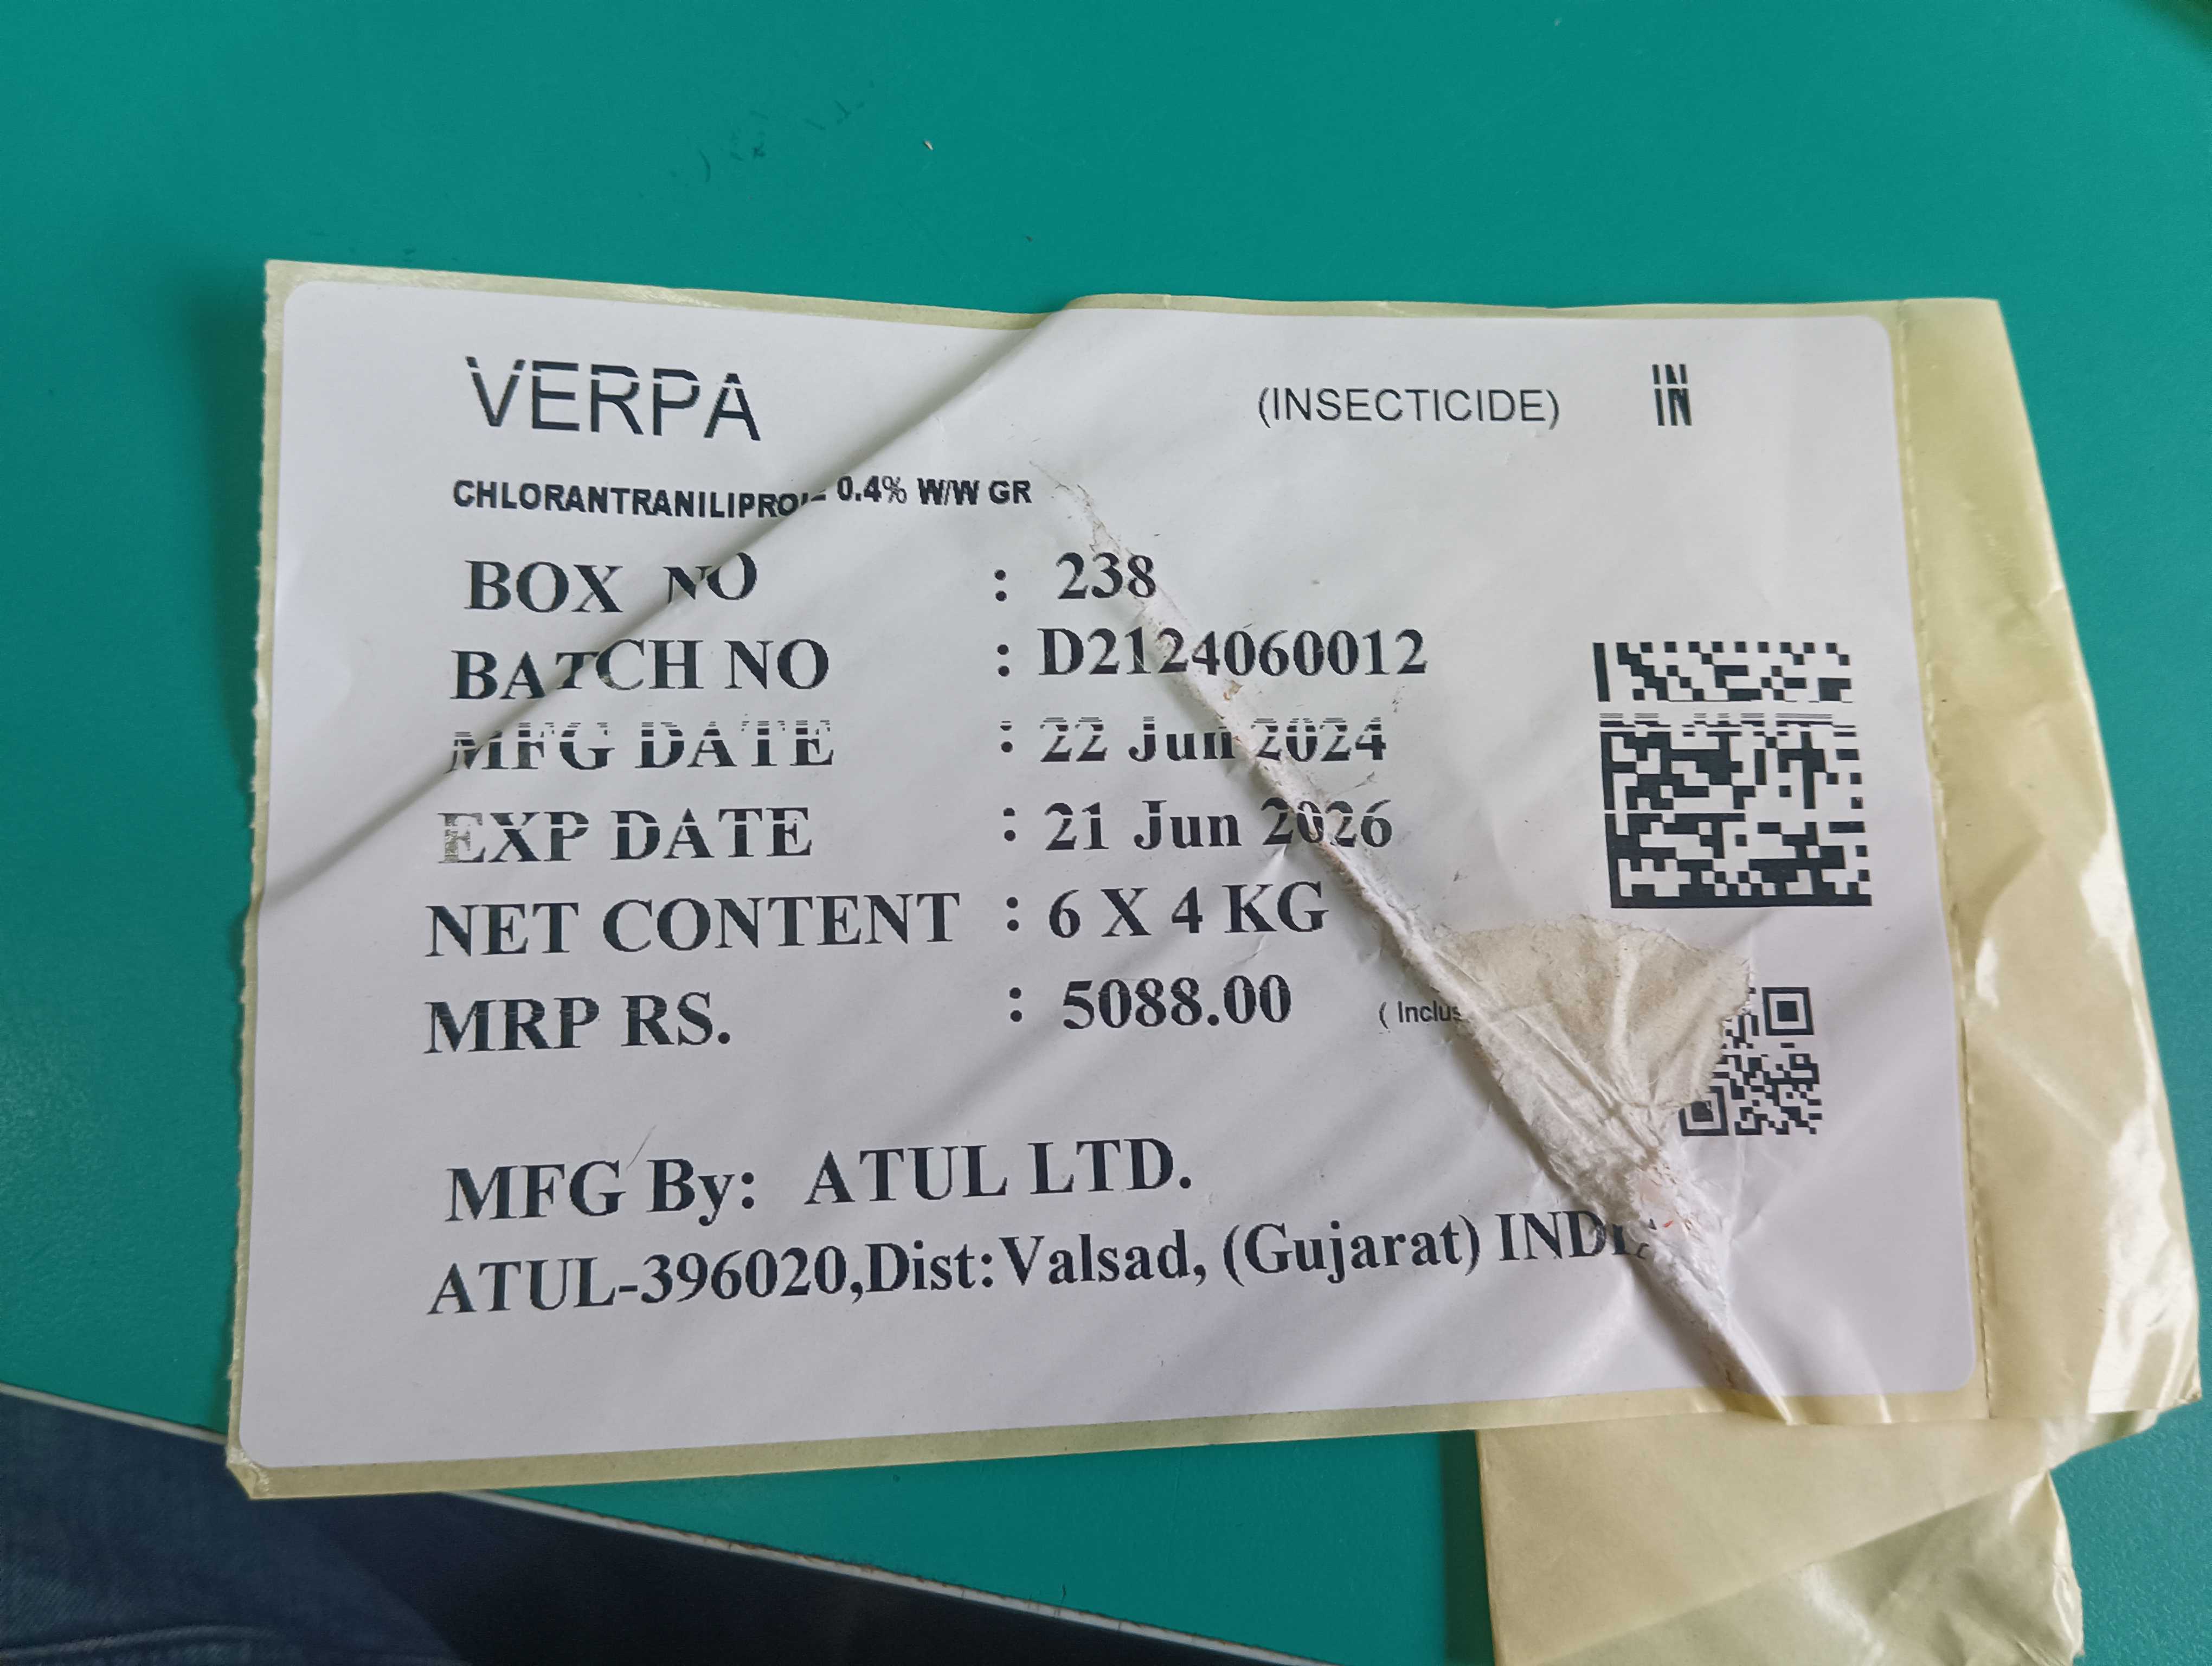 VERPA (INSECTICIDE) IN
0.4% W/W GR
BOX NO : 238
BATCH NO : D2124060012
MFG DATE : 22 Jun 2024
EXP DATE : 21 Jun 2026
NET CONTENT : 6 X 4 KG
MRP RS. : 5088.00 (
MFG By: ATUL LTD.
ATUL-396020,Dist:Valsad, (Gujarat)